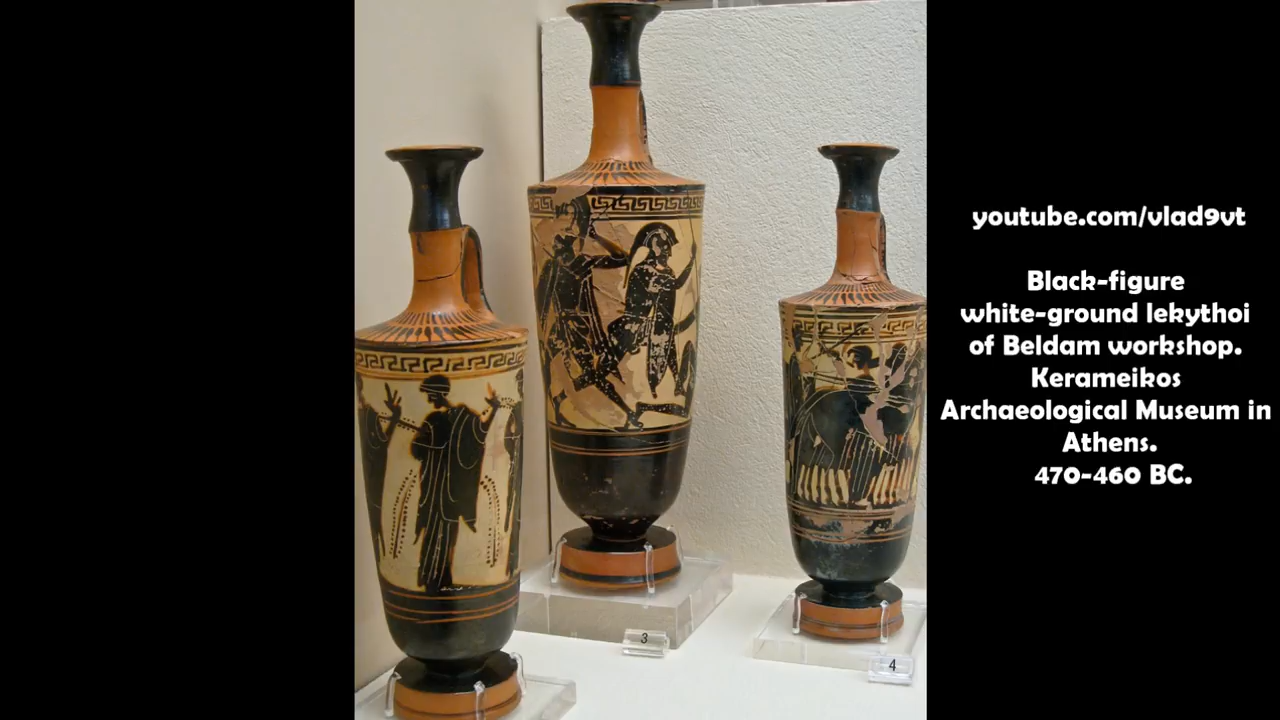 youtube.com/vlad9vt
Black-figure
white-ground lekythoi
of Beldam workshop.
Kerameikos
Archaeological Museum in
Athens.
470-460 BC.
3
4